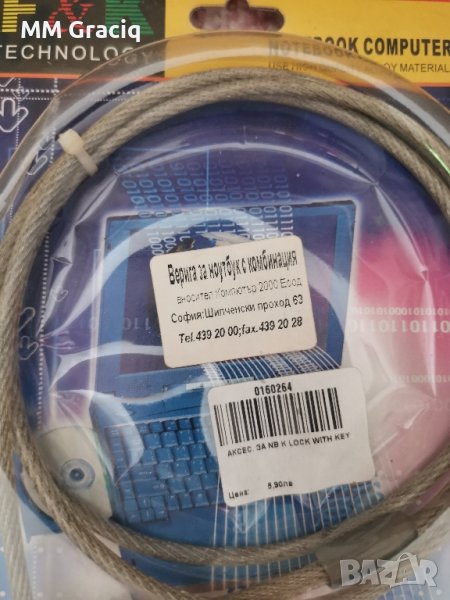 MM Graciq
F&K
TECHNOLOGY
NOTEBOOK COMPUTER
Верига за ноутбук с комбинация
вносител Компютър 2000 Еоод
София:Шипченски проход 63
Tel.439 20 00;fax.439 20 28
0160264
АКСЕС. ЗА NB K LOCK WITH KEY
Цена: 5.90лв
BAZAR